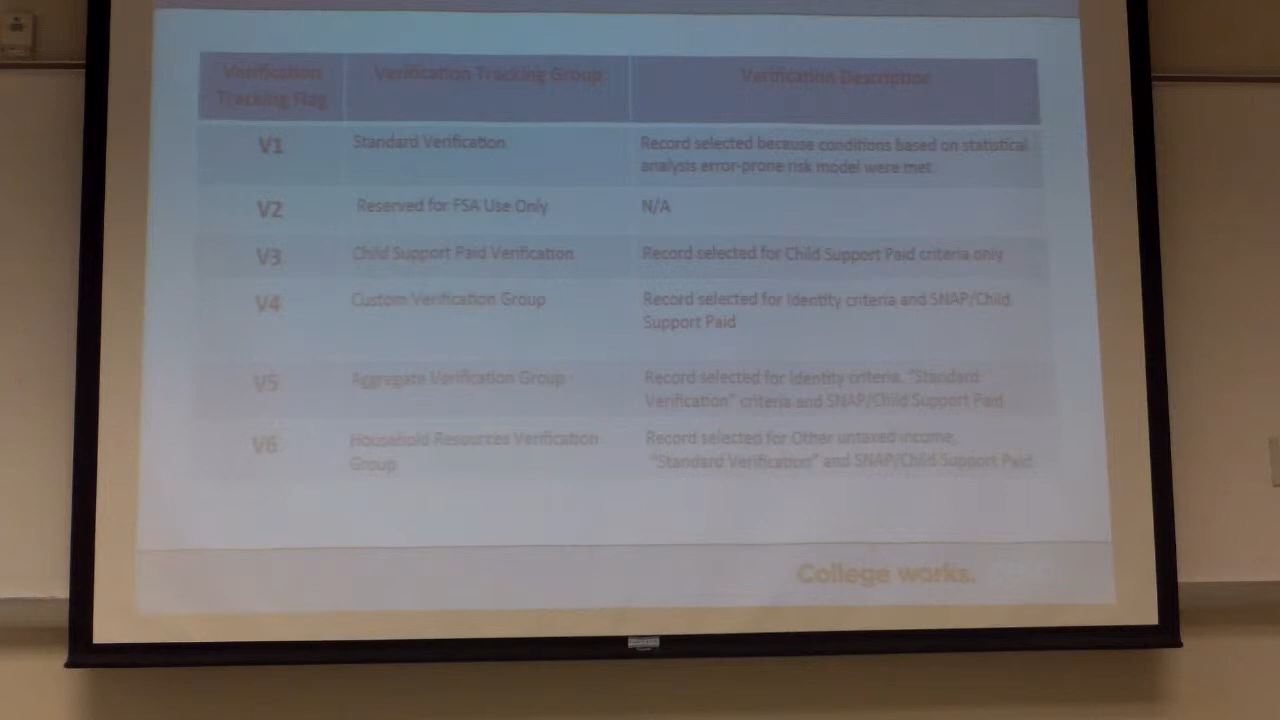 Verification Tracking Flag
Verification Tracking Group
Verification Description
V1
Standard Verification
Record selected because conditions based on statutical
analysis error-prone risk model were met
V2
Reserved for FSA Use Only
N/A
V3
Child Support Paid Verification
Record selected for Child Support Paid criteria only
V4
Custom Verification Group
Record selected for Identity criteria and SNAP/Child
Support Paid
V5
Aggregate Verification Group
Record selected for Identity criteria, "Standard
Verification" criteria and SNAP/Child Support Paid
V6
Household Resources Verification
Group
Record selected for Other untaxed income,
"Standard Verification" and SNAP/Child Support Paid
College works.